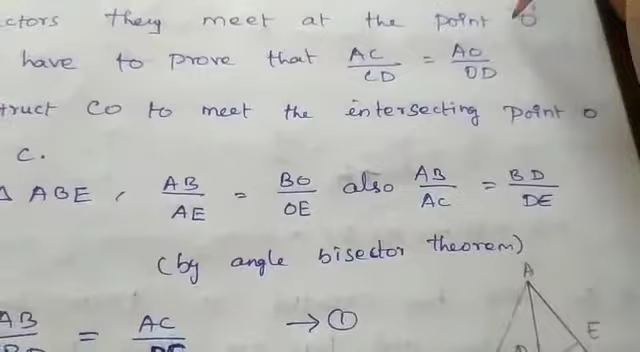 ctors they meet at the point O
have to prove that AC/CD = AO/OD
truct CO to meet the intersecting point O
C.
Δ ABE, AB/AE = BO/OE also AB/AC = BD/DE
(by angle bisector theorem)
A
AB = AC → ①
E